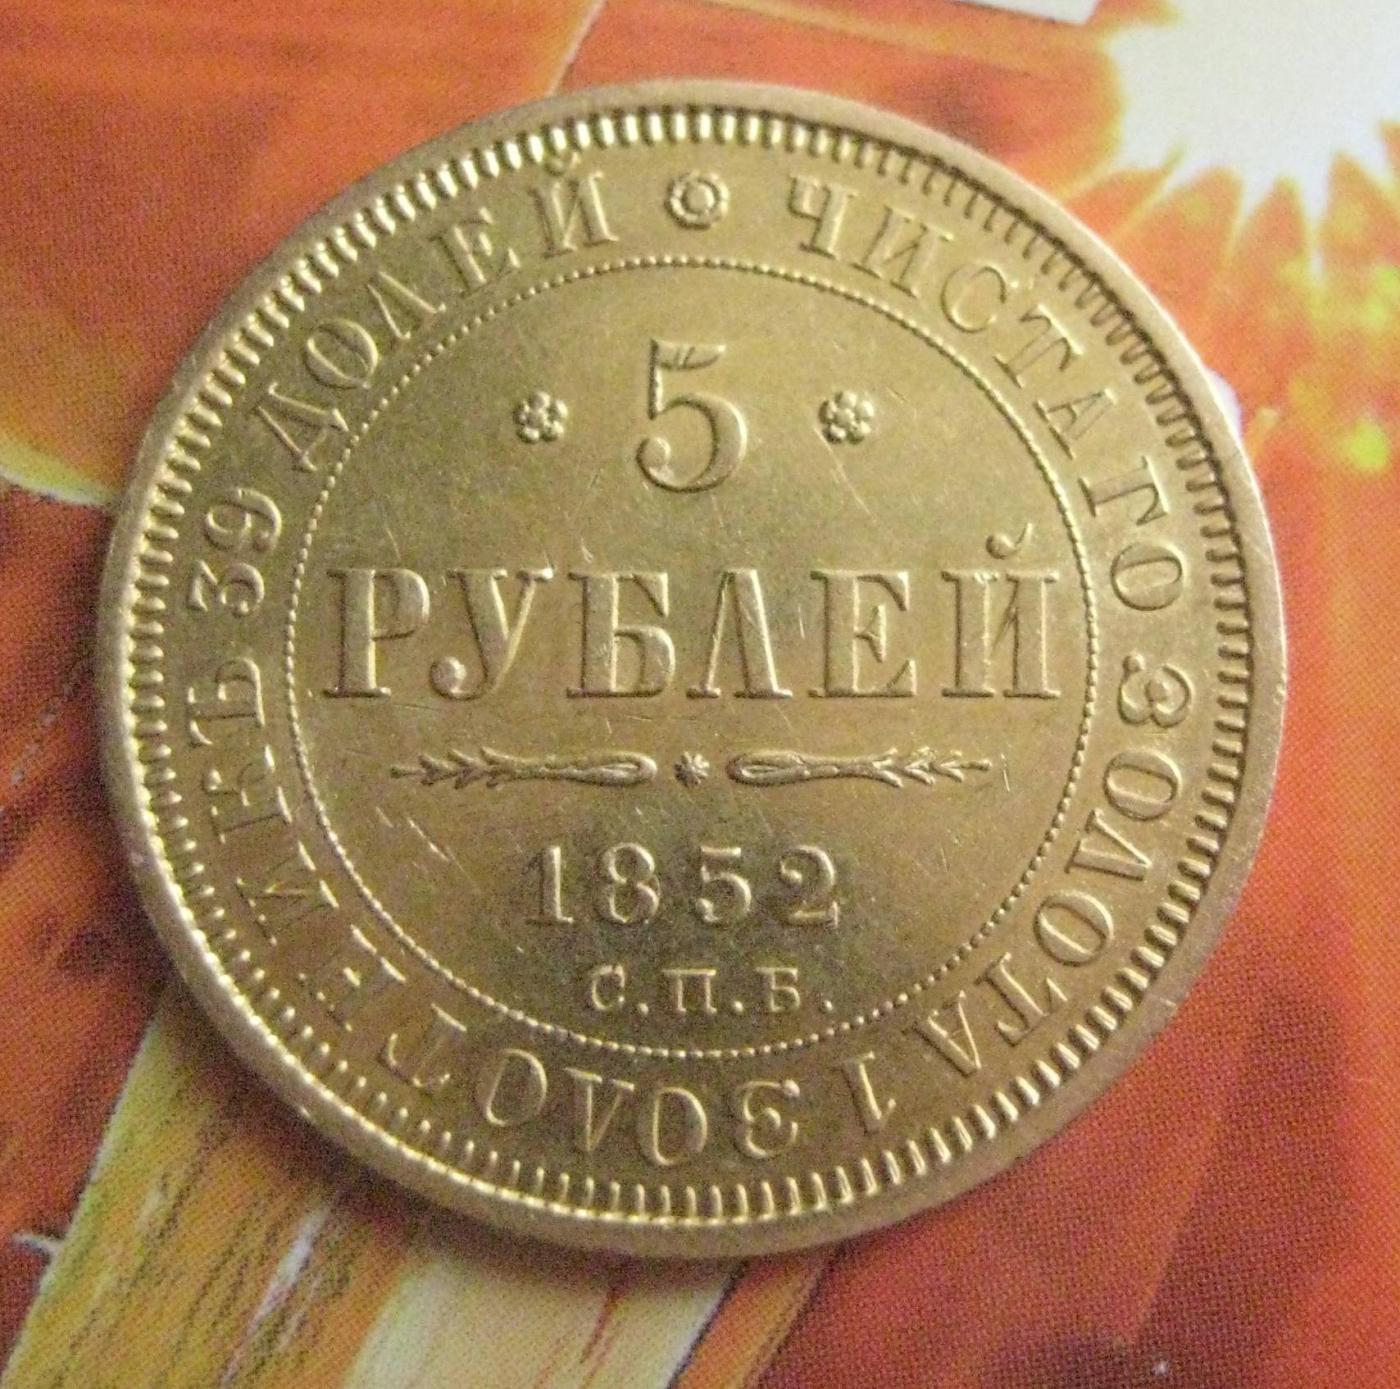 ЧИСТАГО ЗОЛОТА 1 ЗОЛОТНИКЪ 39 ДОЛЕЙ
5
РУБЛЕЙ
1852
С.П.Б.